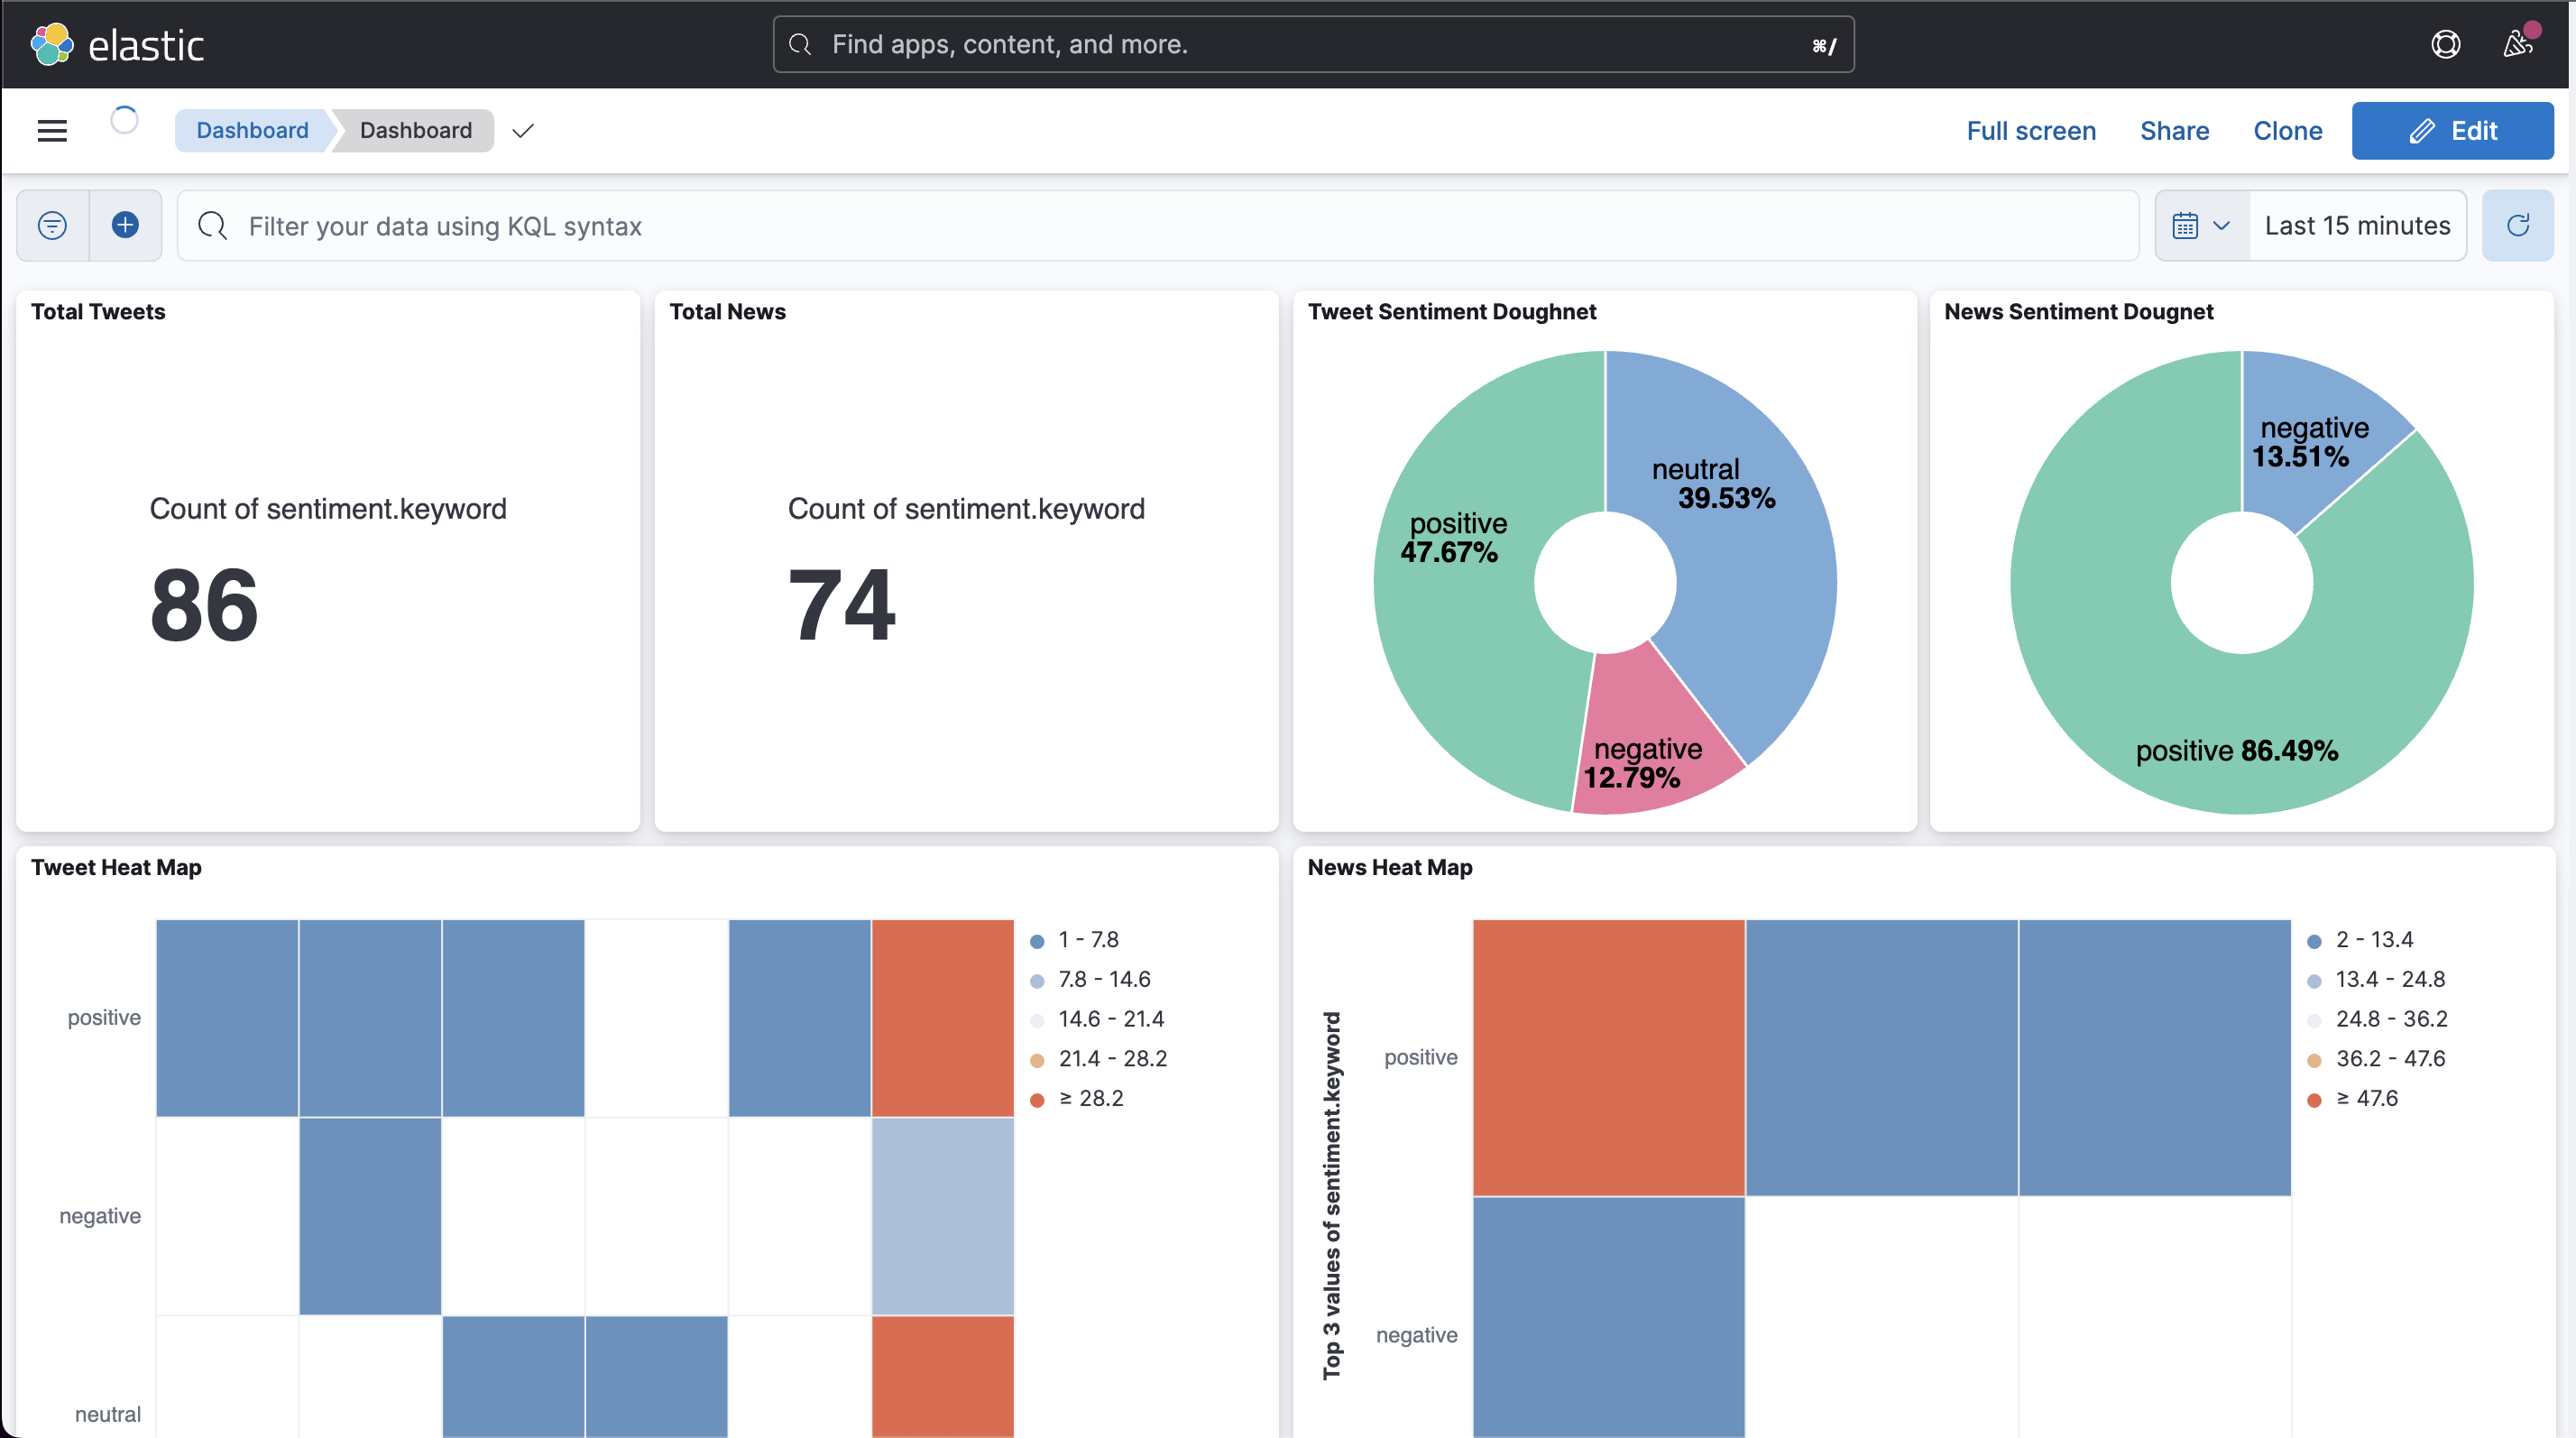 elastic
Find apps, content, and more.
⌘/
Dashboard
Dashboard
Full screen
Share
Clone
Edit
Filter your data using KQL syntax
Last 15 minutes
Total Tweets
Count of sentiment.keyword
86
Total News
Count of sentiment.keyword
74
Tweet Sentiment Doughnet
neutral
39.53%
positive
47.67%
negative
12.79%
News Sentiment Dougnet
negative
13.51%
positive 86.49%
Tweet Heat Map
positive
negative
neutral
1 - 7.8
7.8 - 14.6
14.6 - 21.4
21.4 - 28.2
≥ 28.2
News Heat Map
Top 3 values of sentiment.keyword
positive
negative
2 - 13.4
13.4 - 24.8
24.8 - 36.2
36.2 - 47.6
≥ 47.6